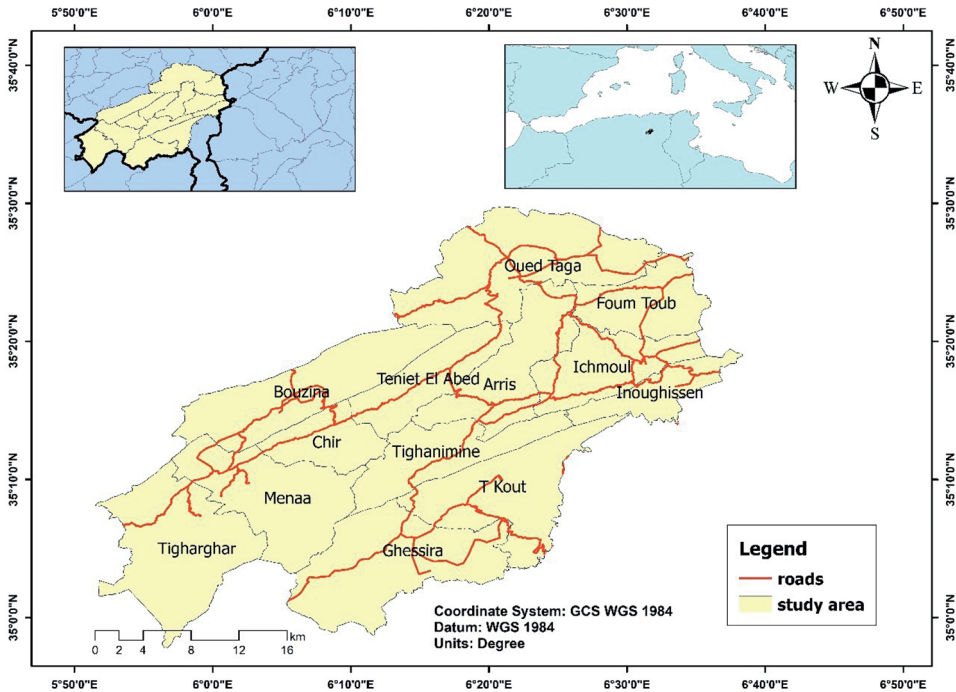 5°50'0"E 6°0'0"E 6°10'0"E 6°20'0"E 6°30'0"E 6°40'0"E 6°50'0"E
35°40'0"N
35°40'0"N
N
W E
S
35°30'0"N
35°30'0"N
Oued Taga
Foum Toub
35°20'0"N
35°20'0"N
Ichmoul
Teniet El Abed
Arris
Bouzina
Inoughissen
Chir
Tighanimine
35°10'0"N
35°10'0"N
T Kout
Menaa
Tigharghar
Ghessira
Legend
roads
study area
35°0'0"N
35°0'0"N
Coordinate System: GCS WGS 1984
Datum: WGS 1984
Units: Degree
km
0 2 4 8 12 16
5°50'0"E 6°0'0"E 6°10'0"E 6°20'0"E 6°30'0"E 6°40'0"E 6°50'0"E